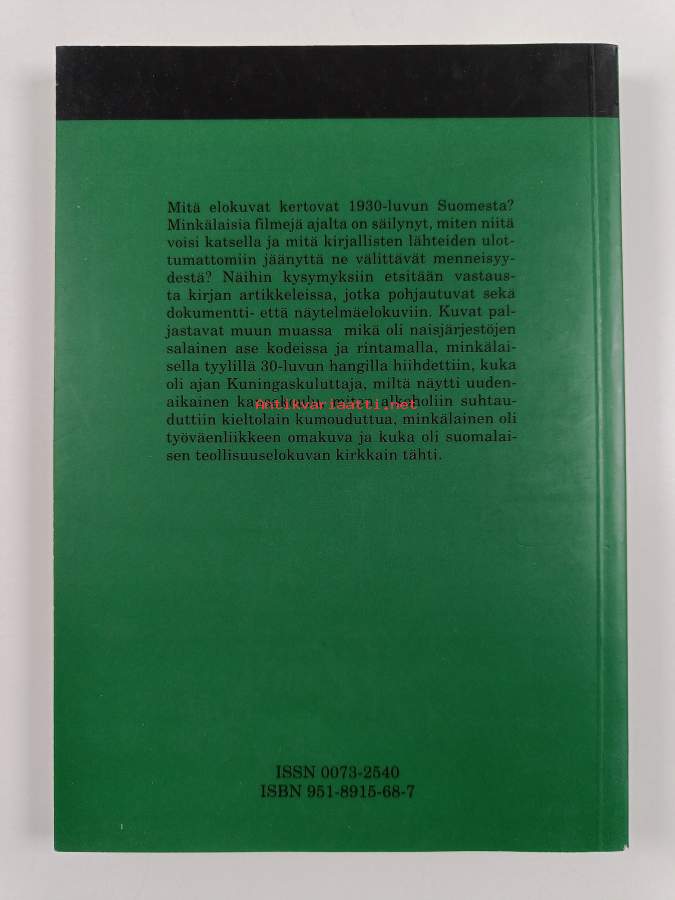 Mitä elokuvat kertovat 1930-luvun Suomesta?
Minkälaisia filmejä ajalta on säilynyt, miten niitä
voisi katsella ja mitä kirjallisten lähteiden ulot-
tumattomiin jäänyttä ne välittävät menneisyy-
destä? Näihin kysymyksiin etsitään vastaus-
ta kirjan artikkeleissa, jotka pohjautuvat sekä
dokumentti- että näytelmäelokuviin. Kuvat pal-
jastavat muun muassa mikä oli naisjärjestöjen
salainen ase kodeissa ja rintamalla, minkälai-
sella tyylillä 30-luvun hangilla hiihdettiin, kuka
oli ajan Kuningaskuluttaja, miltä näytti uuden-
aikainen kansakoulu, miten alkoholiin suhtau-
Antikvariaatti.net
duttiin kieltolain kumouduttua, minkälainen oli
työväenliikkeen omakuva ja kuka oli suomalai-
sen teollisuuselokuvan kirkkain tähti.
ISSN 0073-2540
ISBN 951-8915-68-7